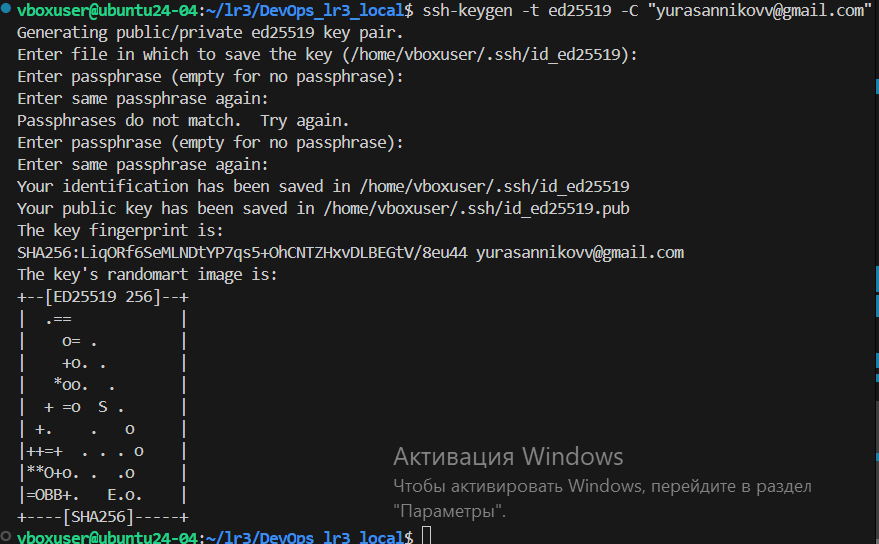 vboxuser@ubuntu24-04:~/lr3/DevOps_lr3_local$ ssh-keygen -t ed25519 -C "yurasannikovv@gmail.com"
Generating public/private ed25519 key pair.
Enter file in which to save the key (/home/vboxuser/.ssh/id_ed25519):
Enter passphrase (empty for no passphrase):
Enter same passphrase again:
Passphrases do not match.  Try again.
Enter passphrase (empty for no passphrase):
Enter same passphrase again:
Your identification has been saved in /home/vboxuser/.ssh/id_ed25519
Your public key has been saved in /home/vboxuser/.ssh/id_ed25519.pub
The key fingerprint is:
SHA256:LiqORf6SeMLNDtYP7qs5+OhCNTZHxvDLBEGtV/8eu44 yurasannikovv@gmail.com
The key's randomart image is:
+--[ED25519 256]--+
|  .==            |
|    o= .         |
|    +o. .        |
|   *oo.  .       |
|  + =o  S .      |
| +.    .   o     |
|++=+  . . . o    |
|**O+o. .  .o     |
|=OBB+.   E.o.    |
+----[SHA256]-----+
vboxuser@ubuntu24-04:~/lr3/DevOps_lr3_local$
Активация Windows
Чтобы активировать Windows, перейдите в раздел
"Параметры".